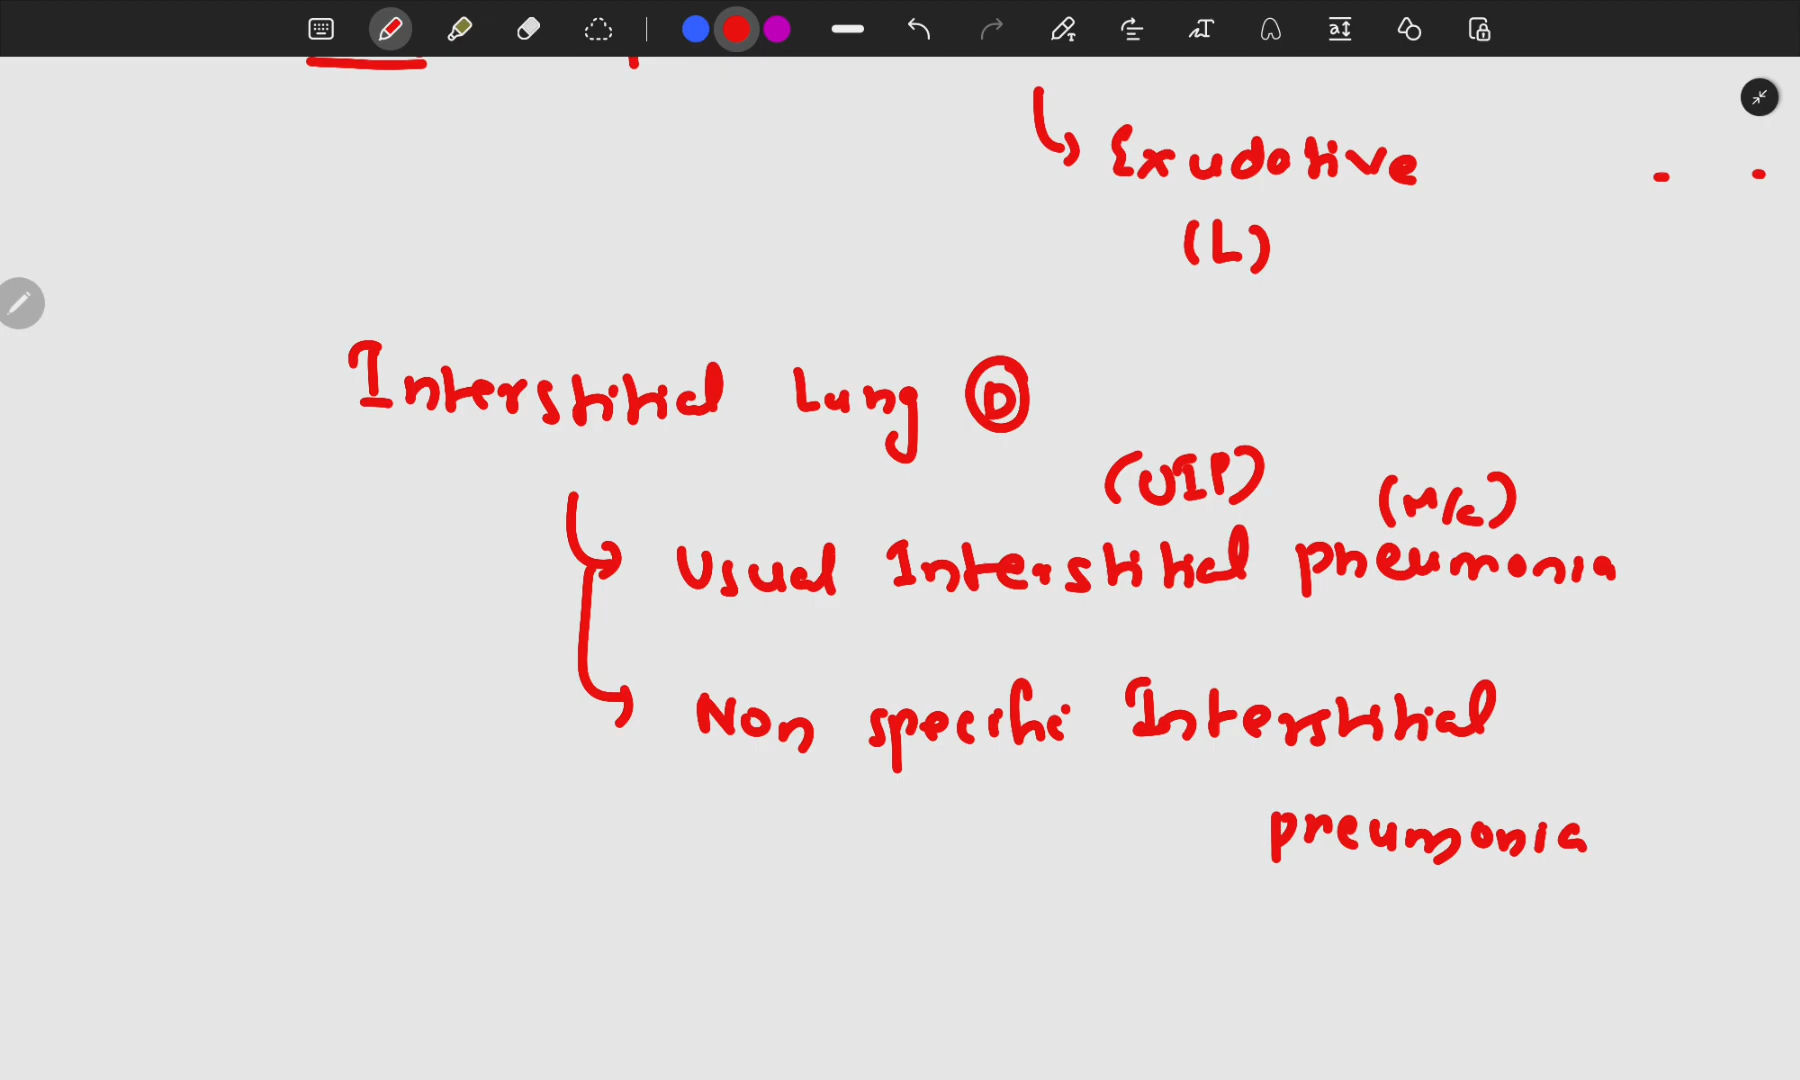 Exudative
(L)
Interstitial Lung Ⓓ
(UIP) (M/C)
Usual Interstitial pneumonia
Non specific Interstitial
pneumonia